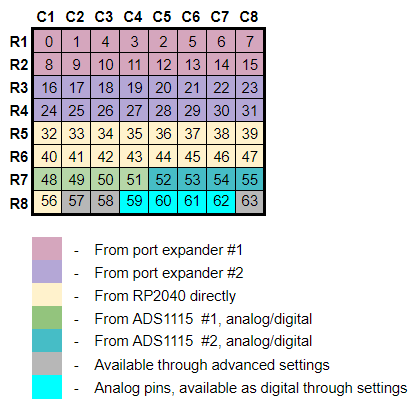 C1 C2 C3 C4 C5 C6 C7 C8
R1 0 1 4 3 2 5 6 7
R2 8 9 10 11 12 13 14 15
R3 16 17 18 19 20 21 22 23
R4 24 25 26 27 28 29 30 31
R5 32 33 34 35 36 37 38 39
R6 40 41 42 43 44 45 46 47
R7 48 49 50 51 52 53 54 55
R8 56 57 58 59 60 61 62 63
- From port expander #1
- From port expander #2
- From RP2040 directly
- From ADS1115 #1, analog/digital
- From ADS1115 #2, analog/digital
- Available through advanced settings
- Analog pins, available as digital through settings